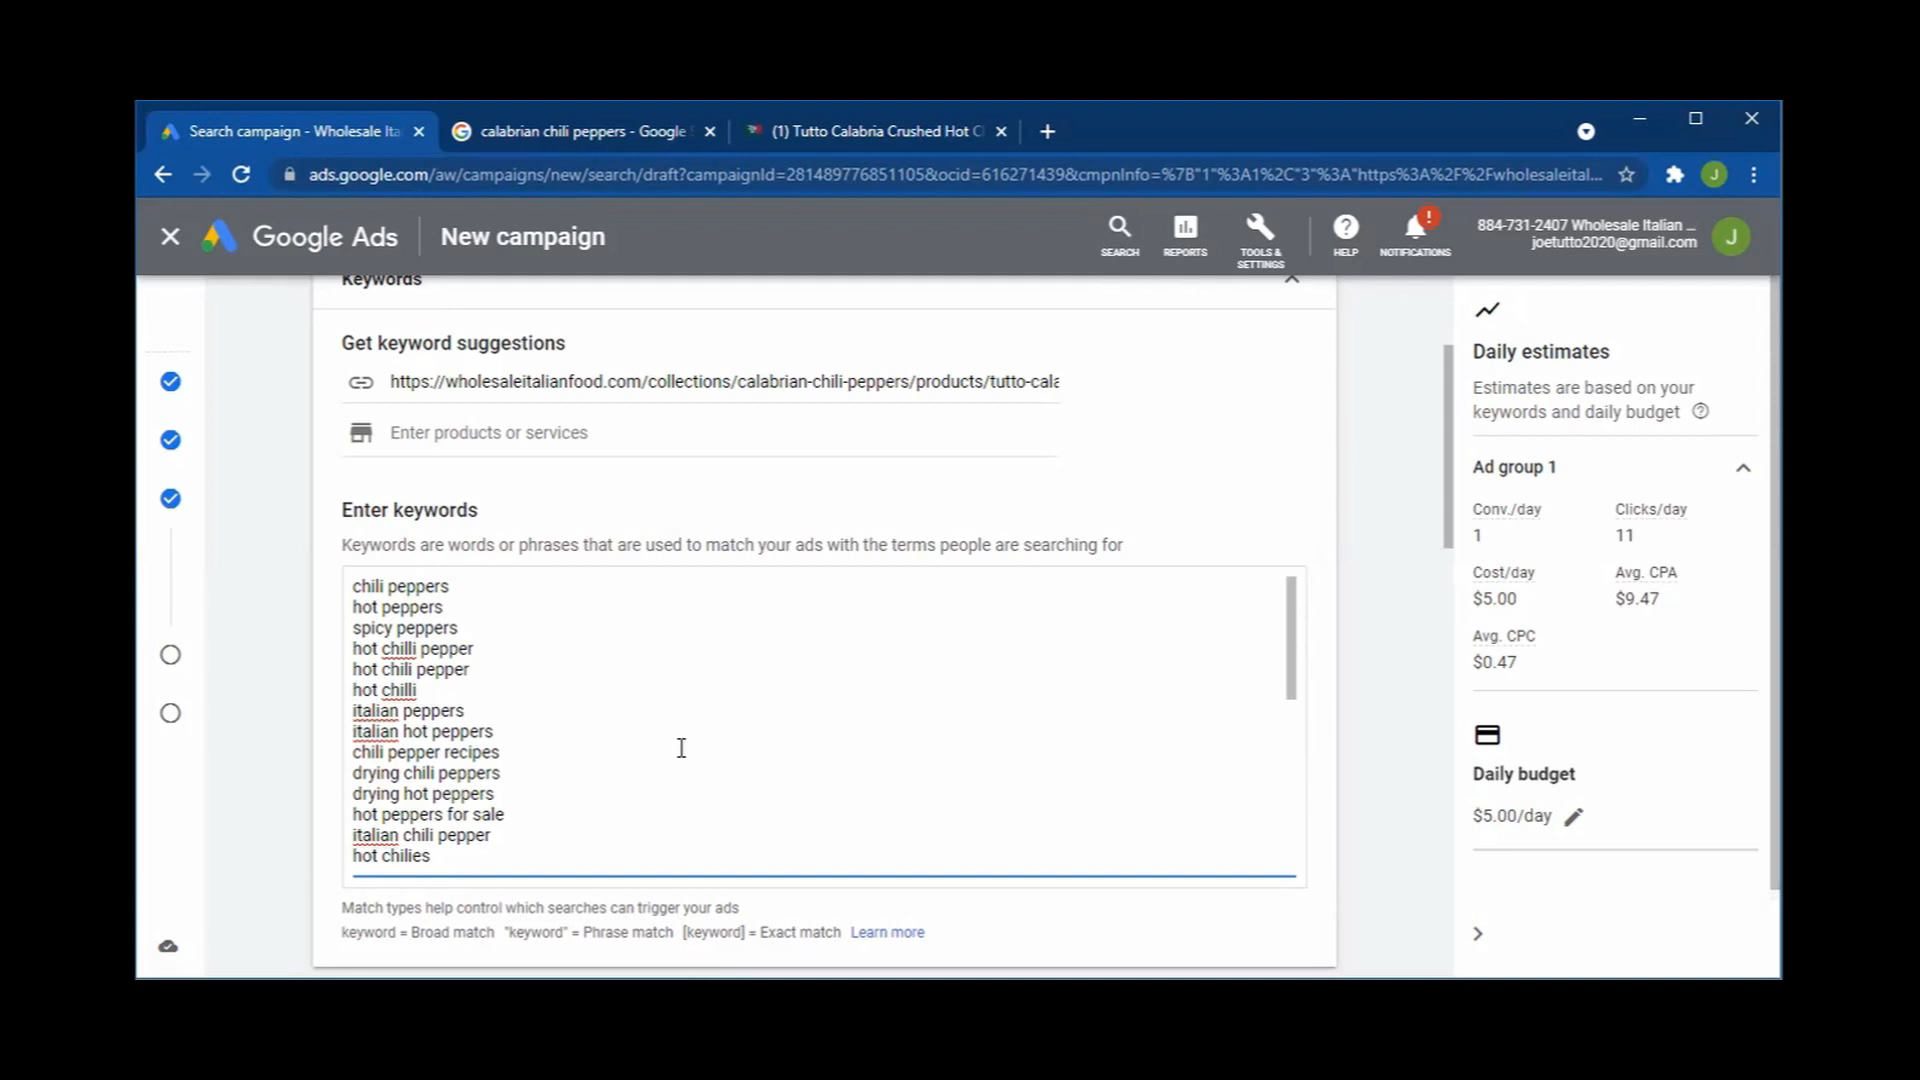 Search campaign - Wholesale Ita
calabrian chili peppers - Google S
(1) Tutto Calabria Crushed Hot C
ads.google.com/aw/campaigns/new/search/draft?campaignId=281489776851105&ocid=616271439&cmpnInfo=%7B"1"%3A1%2C"3"%3A"https%3A%2F%2Fwholesaleital...
J
Google Ads
New campaign
SEARCH
REPORTS
TOOLS &
SETTINGS
HELP
!
NOTIFICATIONS
884-731-2407 Wholesale Italian ...
joetutto2020@gmail.com
J
Keywords
Get keyword suggestions
https://wholesaleitalianfood.com/collections/calabrian-chili-peppers/products/tutto-cala
Enter products or services
Enter keywords
Keywords are words or phrases that are used to match your ads with the terms people are searching for
chili peppers
hot peppers
spicy peppers
hot chilli pepper
hot chili pepper
hot chilli
italian peppers
italian hot peppers
chili pepper recipes
drying chili peppers
drying hot peppers
hot peppers for sale
italian chili pepper
hot chilies
Match types help control which searches can trigger your ads
keyword = Broad match "keyword" = Phrase match [keyword] = Exact match Learn more
Daily estimates
Estimates are based on your
keywords and daily budget
Ad group 1
Conv./day Clicks/day
1 11
Cost/day Avg. CPA
$5.00 $9.47
Avg. CPC
$0.47
Daily budget
$5.00/day